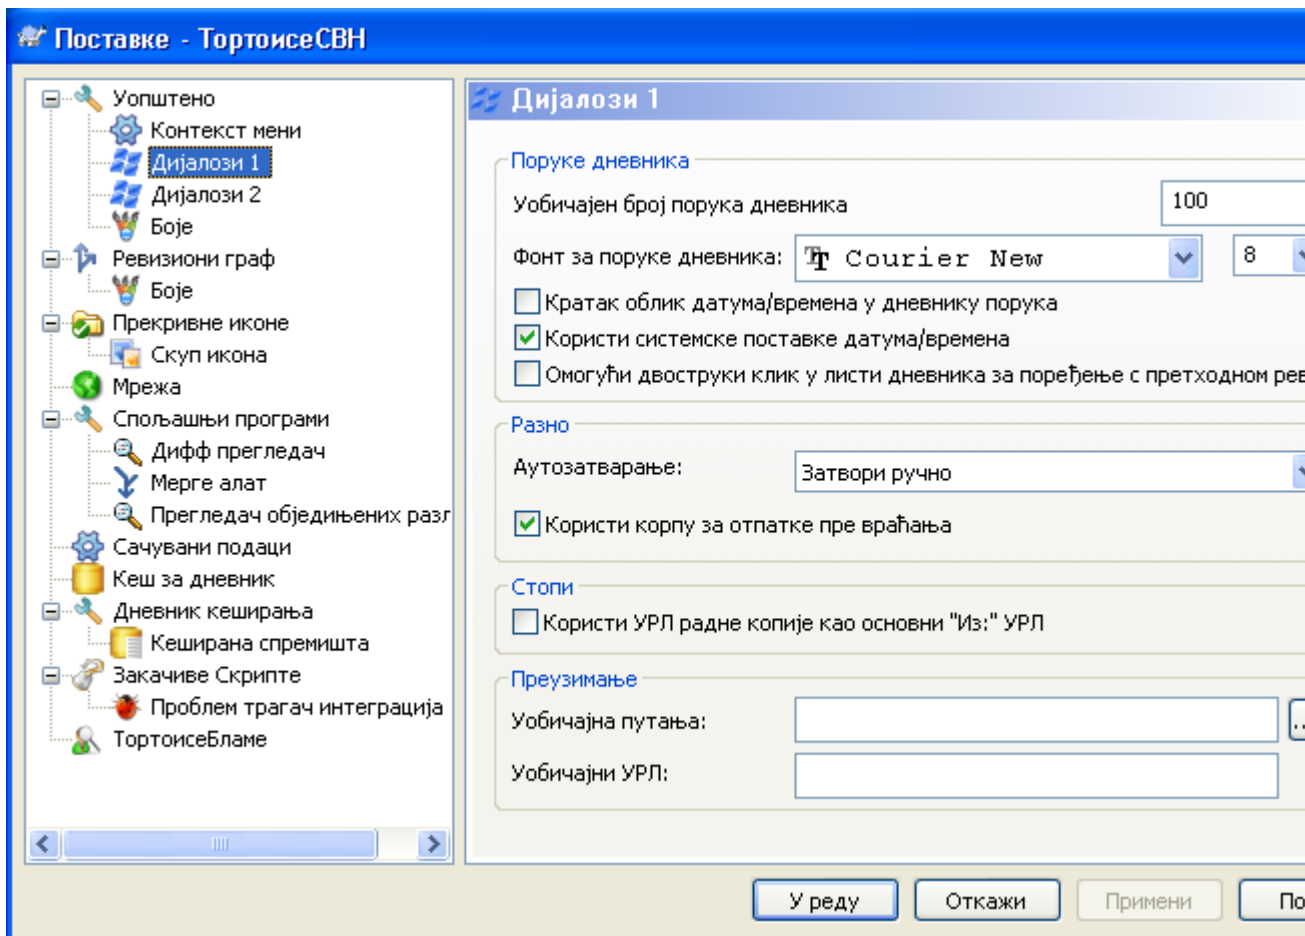 Поставке - ТортоисеСВН
Уопштено
Контекст мени
Дијалози 1
Дијалози 2
Боје
Ревизиони граф
Боје
Прекривне иконе
Скуп икона
Мрежа
Спољашњи програми
Дифф прегледач
Мерге алат
Прегледач обједињених разл
Сачувани подаци
Кеш за дневник
Дневник кеширања
Кеширана спремишта
Закачиве Скрипте
Проблем трагач интеграција
ТортоисеБламе
Дијалози 1
Поруке дневника
Уобичајен број порука дневника 100
Фонт за поруке дневника: Courier New 8
Кратак облик датума/времена у дневнику порука
Користи системске поставке датума/времена
Омогући двоструки клик у листи дневника за поређење с претходном рев
Разно
Аутозатварање: Затвори ручно
Користи корпу за отпатке пре враћања
Стопи
Користи УРЛ радне копије као основни "Из:" УРЛ
Преузимање
Уобичајна путања:
Уобичајни УРЛ:
У реду Откажи Примени По